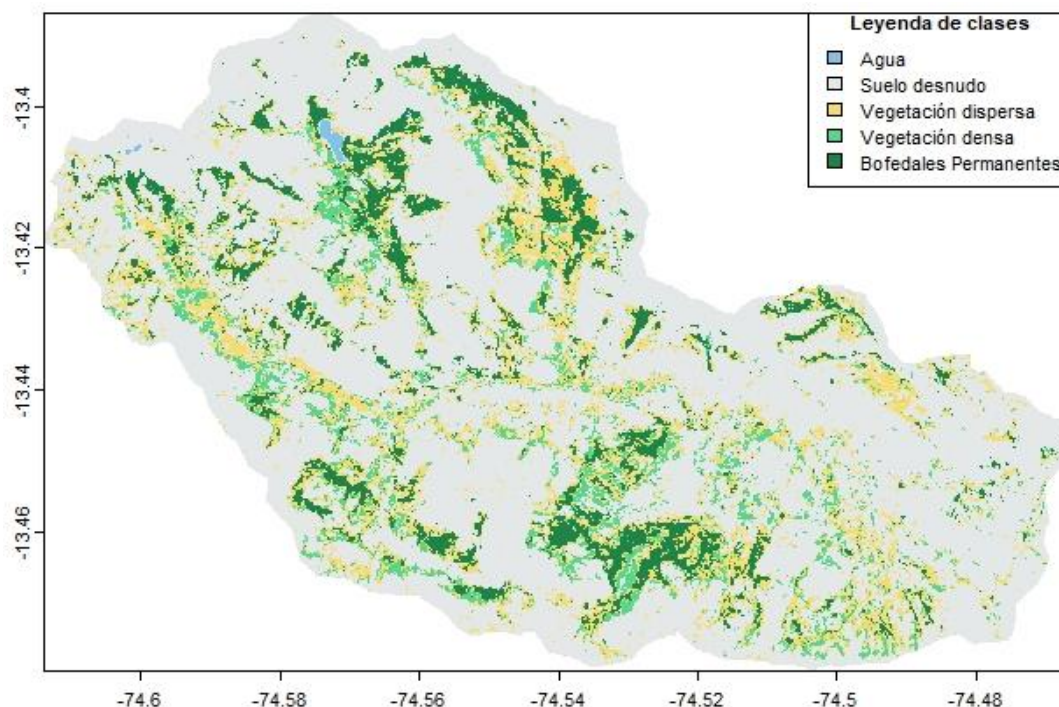 Leyenda de clases
Agua
Suelo desnudo
Vegetación dispersa
Vegetación densa
Bofedales Permanentes
-13.4
-13.42
-13.44
-13.46
-74.6
-74.58
-74.56
-74.54
-74.52
-74.5
-74.48